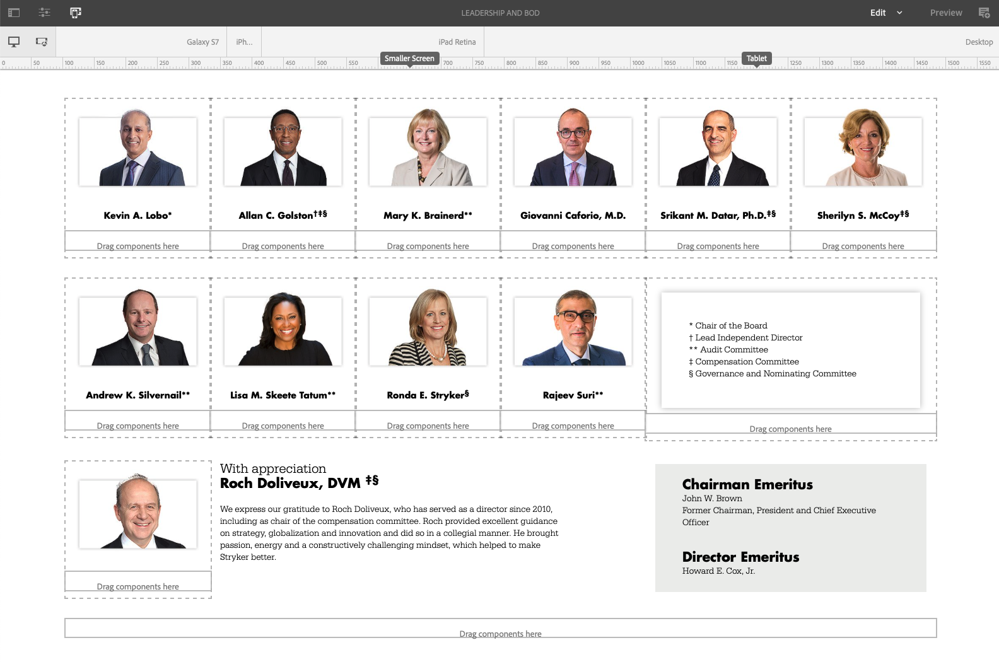 LEADERSHIP AND BOD
Edit
Preview
Galaxy S7
iPh...
iPad Retina
Desktop
0 50 100 150 200 250 300 350 400 450 500 550 700 750 800 850 900 950 1000 1050 1100 1150 1250 1300 1350 1400 1450 1500 1550
Smaller Screen
Tablet
Kevin A. Lobo*
Allan C. Golston†‡§
Mary K. Brainerd**
Giovanni Caforio, M.D.
Srikant M. Datar, Ph.D.‡§
Sherilyn S. McCoy‡§
Drag components here
Drag components here
Drag components here
Drag components here
Drag components here
Drag components here
Andrew K. Silvernail**
Lisa M. Skeete Tatum**
Ronda E. Stryker§
Rajeev Suri**
* Chair of the Board
† Lead Independent Director
** Audit Committee
‡ Compensation Committee
§ Governance and Nominating Committee
Drag components here
Drag components here
Drag components here
Drag components here
Drag components here
With appreciation
Roch Doliveux, DVM ‡§
We express our gratitude to Roch Doliveux, who has served as a director since 2010,
including as chair of the compensation committee. Roch provided excellent guidance
on strategy, globalization and innovation and did so in a collegial manner. He brought
passion, energy and a constructively challenging mindset, which helped to make
Stryker better.
Chairman Emeritus
John W. Brown
Former Chairman, President and Chief Executive
Officer
Director Emeritus
Howard E. Cox, Jr.
Drag components here
Drag components here